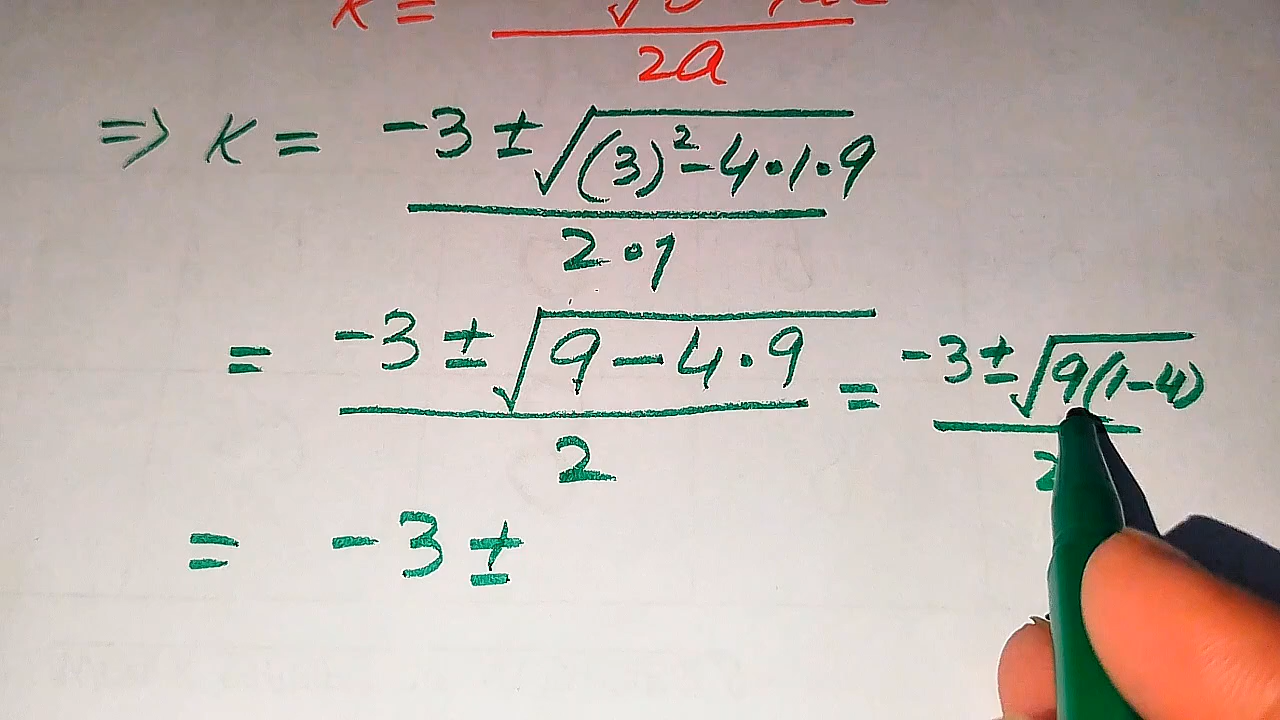 K =
2a
⇒ K = -3 ± √(3)² - 4·1·9
2·1
= -3 ± √9 - 4·9 = -3 ± √9(1-4)
2 2
= -3 ±